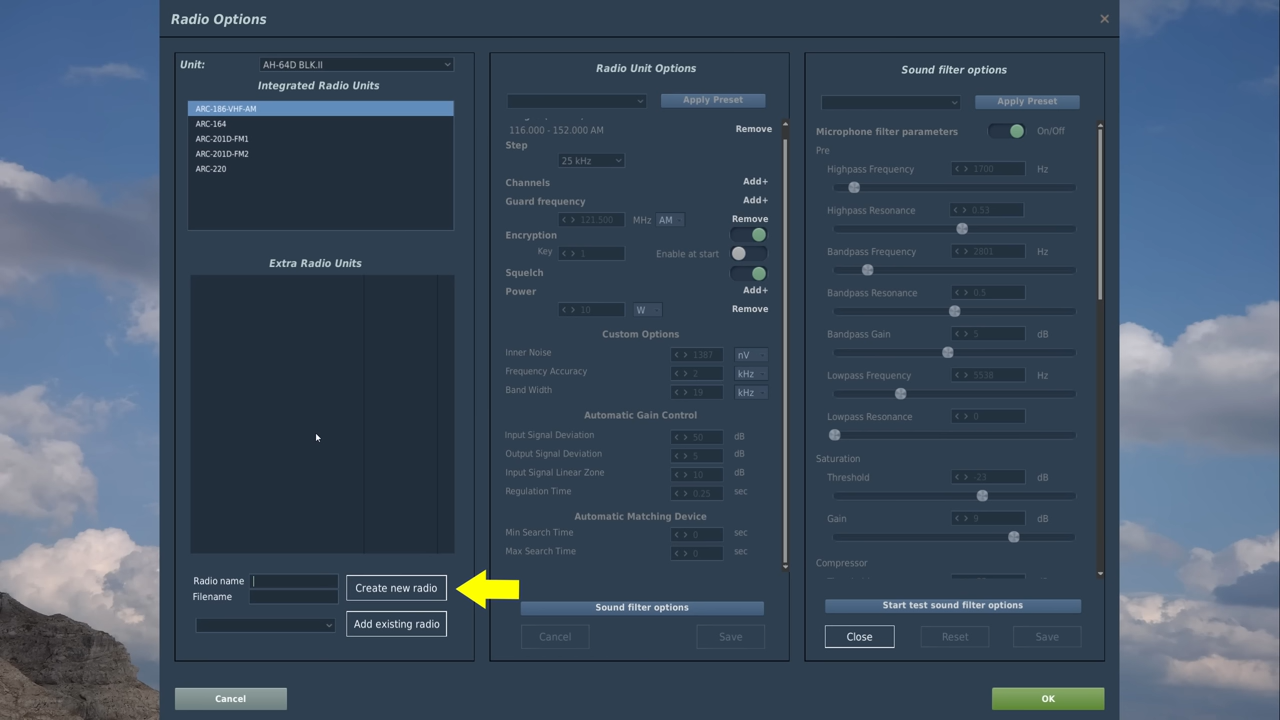 Radio Options
×
Unit: AH-64D BLK.II
Integrated Radio Units
ARC-186-VHF-AM
ARC-164
ARC-201D-FM1
ARC-201D-FM2
ARC-220
Extra Radio Units
Radio name
Filename
Create new radio
Add existing radio
Radio Unit Options
Apply Preset
116.000 - 152.000 AM Remove
Step
25 kHz
Channels Add+
Guard frequency Add+
121.500 MHz AM Remove
Encryption
Key 1 Enable at start
Squelch
Power Add+
10 W Remove
Custom Options
Inner Noise 1387 nV
Frequency Accuracy 2 kHz
Band Width 19 kHz
Automatic Gain Control
Input Signal Deviation 50 dB
Output Signal Deviation 5 dB
Input Signal Linear Zone 10 dB
Regulation Time 0.25 sec
Automatic Matching Device
Min Search Time 0 sec
Max Search Time 0 sec
Sound filter options
Cancel Save
Sound filter options
Apply Preset
Microphone filter parameters On/Off
Pre
Highpass Frequency 1700 Hz
Highpass Resonance 0.53
Bandpass Frequency 2801 Hz
Bandpass Resonance 0.5
Bandpass Gain 5 dB
Lowpass Frequency 5538 Hz
Lowpass Resonance 0
Saturation
Threshold -23 dB
Gain 9 dB
Compressor
Start test sound filter options
Close Reset Save
Cancel
OK